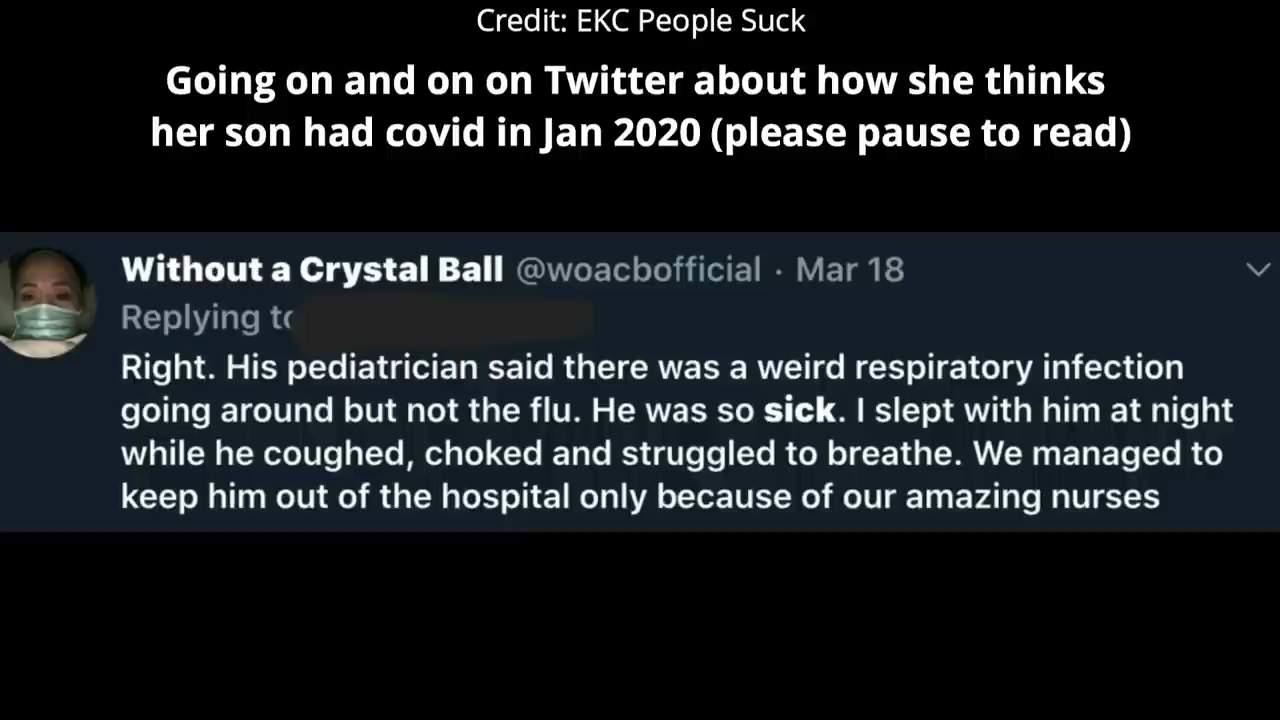 Credit: EKC People Suck
Going on and on on Twitter about how she thinks
her son had covid in Jan 2020 (please pause to read)
Without a Crystal Ball @woacbofficial · Mar 18
Replying to
Right. His pediatrician said there was a weird respiratory infection
going around but not the flu. He was so sick. I slept with him at night
while he coughed, choked and struggled to breathe. We managed to
keep him out of the hospital only because of our amazing nurses